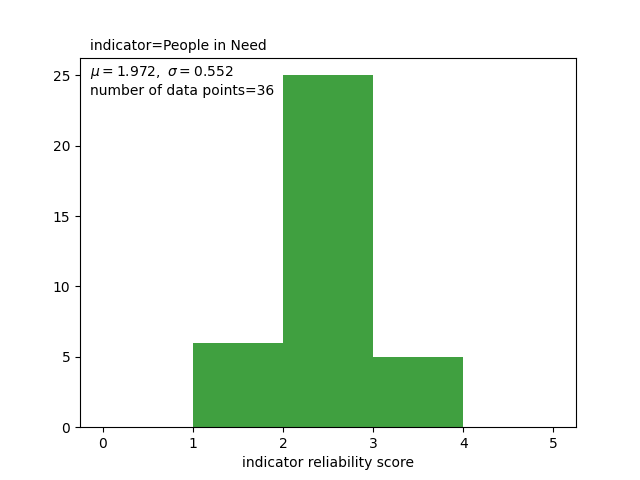 indicator=People in Need
μ = 1.972, σ = 0.552
number of data points=36
25
20
15
10
5
0
0 1 2 3 4 5
indicator reliability score